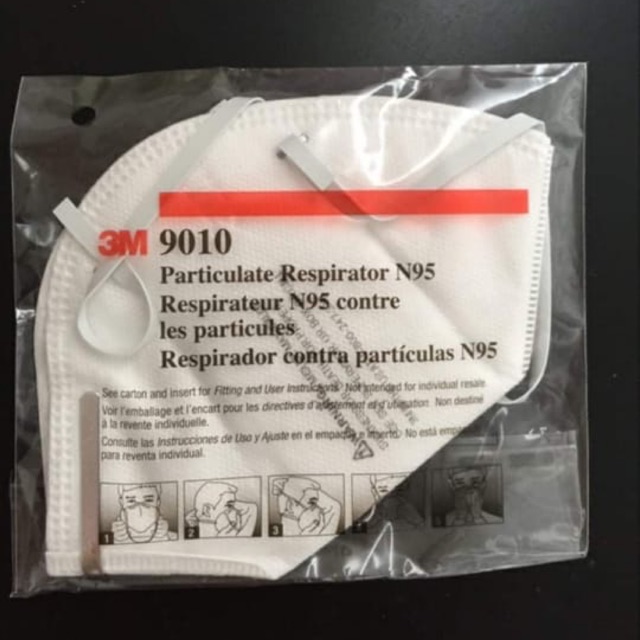 3M 9010
Particulate Respirator N95
Respirateur N95 contre
les particules
Respirador contra partículas N95
See carton and insert for Fitting and User Instructions. Not intended for individual resale.
Voir l'emballage et l'encart pour les directives d'ajustement et d'utilisation. Non destiné
à la revente individuelle.
Consulte las Instrucciones de Uso y Ajuste en el empaque e inserto. No está
para reventa individual.
1 2 3 4 5